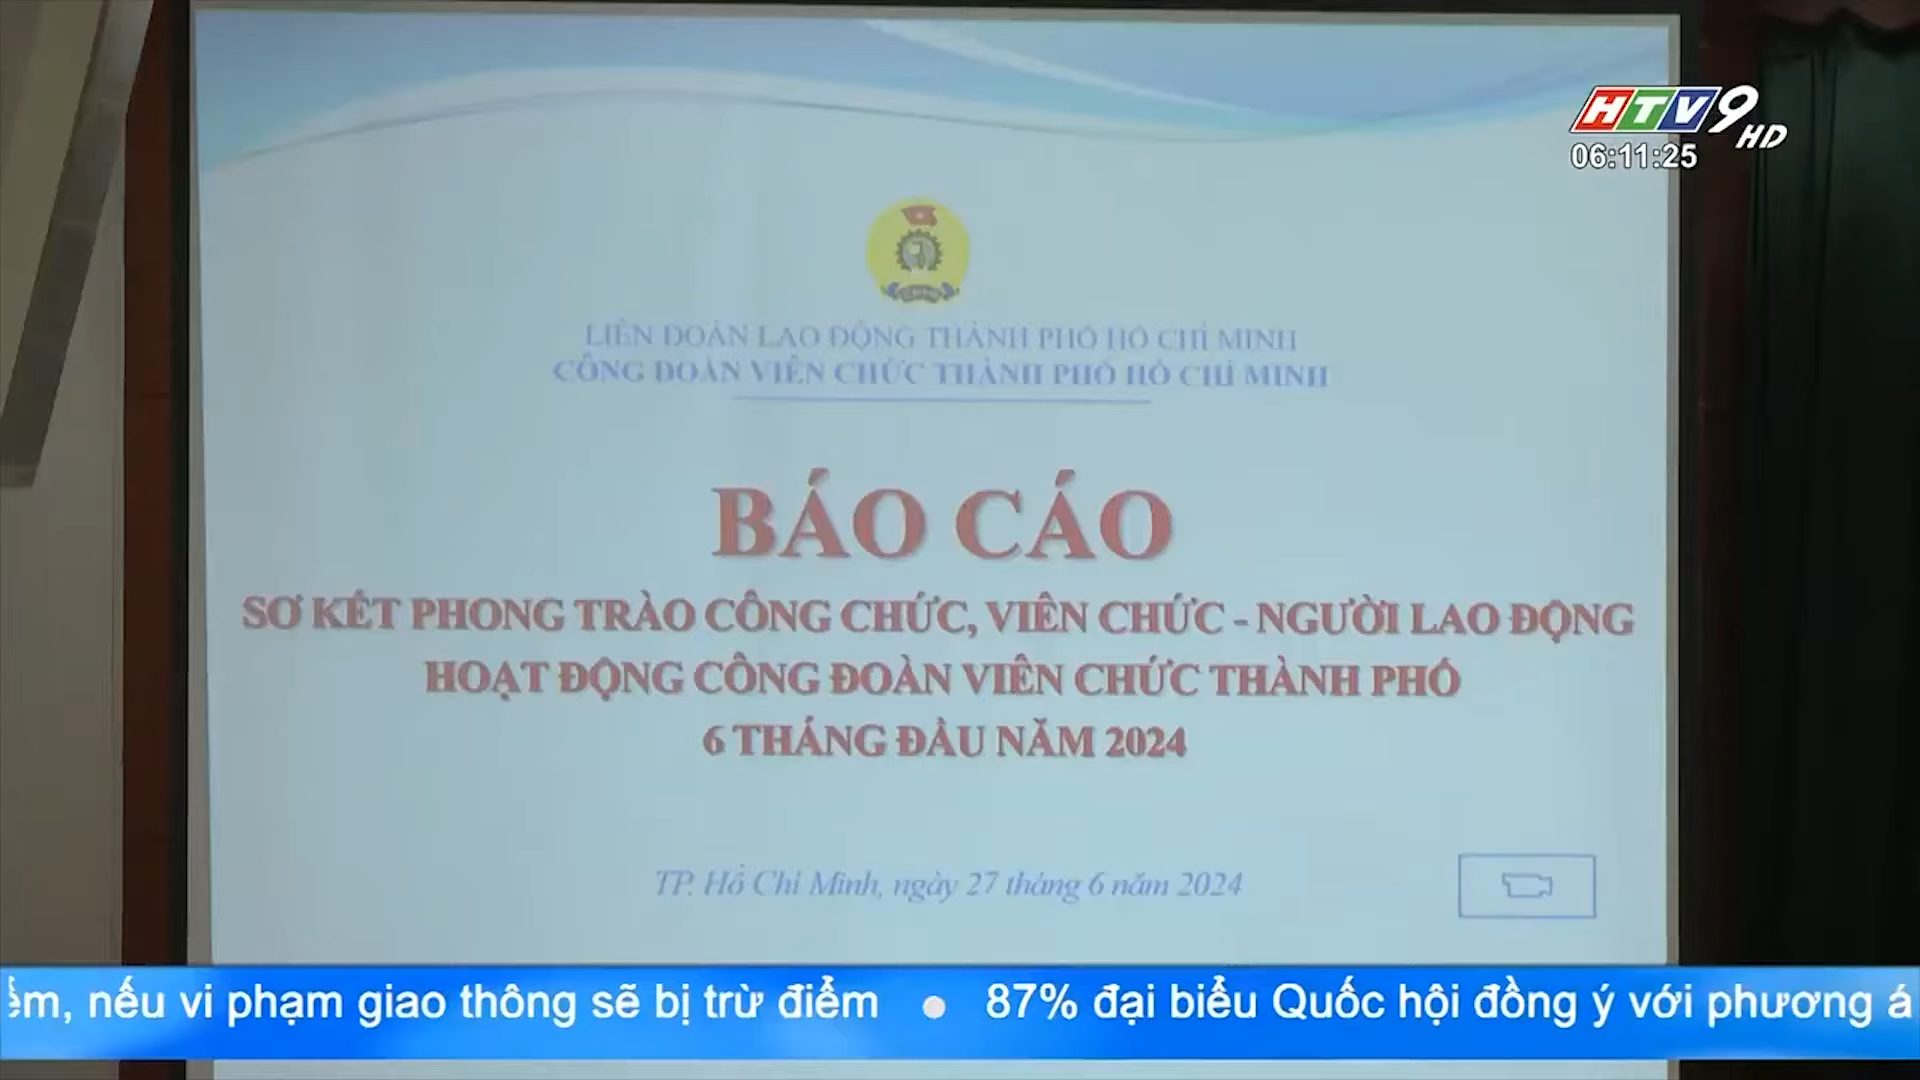 HTV9 HD
06:11:25
LIÊN ĐOÀN LAO ĐỘNG THÀNH PHỐ HỒ CHÍ MINH
CÔNG ĐOÀN VIÊN CHỨC THÀNH PHỐ HỒ CHÍ MINH
BÁO CÁO
SƠ KẾT PHONG TRÀO CÔNG CHỨC, VIÊN CHỨC - NGƯỜI LAO ĐỘNG
HOẠT ĐỘNG CÔNG ĐOÀN VIÊN CHỨC THÀNH PHỐ
6 THÁNG ĐẦU NĂM 2024
TP. Hồ Chí Minh, ngày 27 tháng 6 năm 2024
nếu vi phạm giao thông sẽ bị trừ điểm ● 87% đại biểu Quốc hội đồng ý với phương